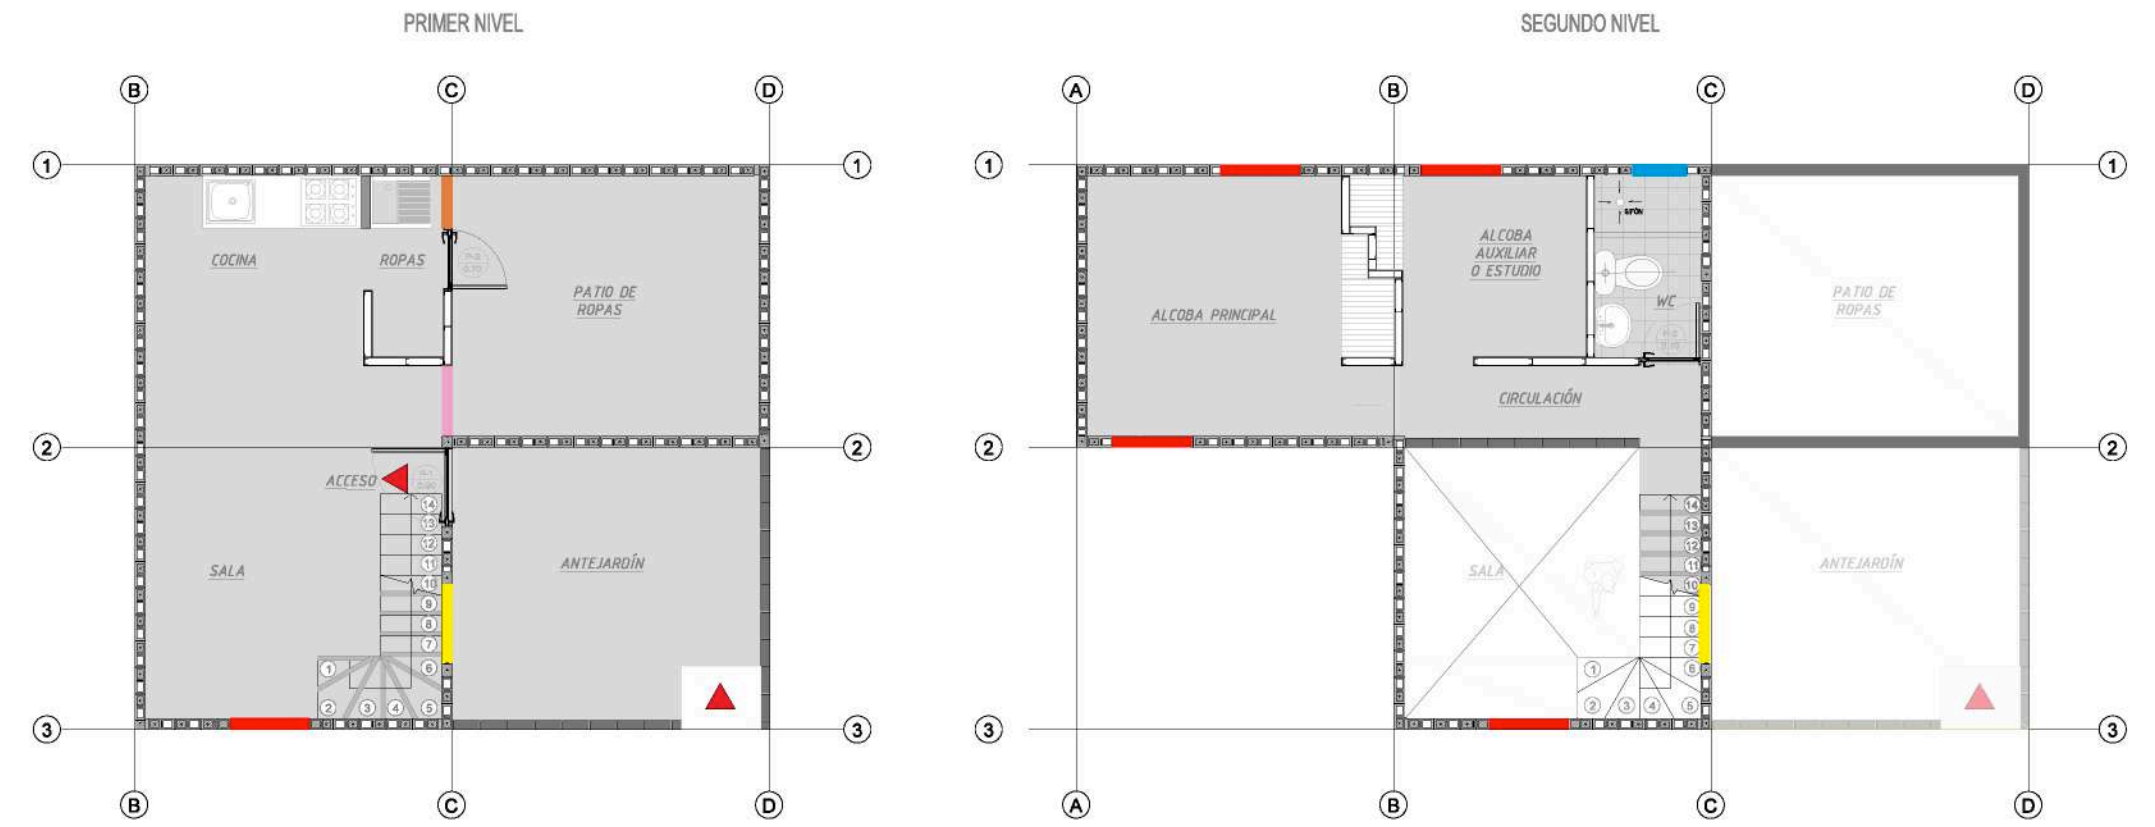 PRIMER NIVEL
SEGUNDO NIVEL
B
C
D
A
B
C
D
1
1
1
1
COCINA
ROPAS
PATIO DE
ROPAS
ALCOBA PRINCIPAL
ALCOBA
AUXILIAR
O ESTUDIO
SIFÓN
WC
PATIO DE
ROPAS
CIRCULACIÓN
2
2
2
2
ACCESO
SALA
ANTEJARDÍN
14
13
12
11
10
9
8
7
6
1
2
3
4
5
SALA
ANTEJARDÍN
14
13
12
11
10
9
8
7
6
1
2
3
4
5
3
3
3
3
B
C
D
A
B
C
D